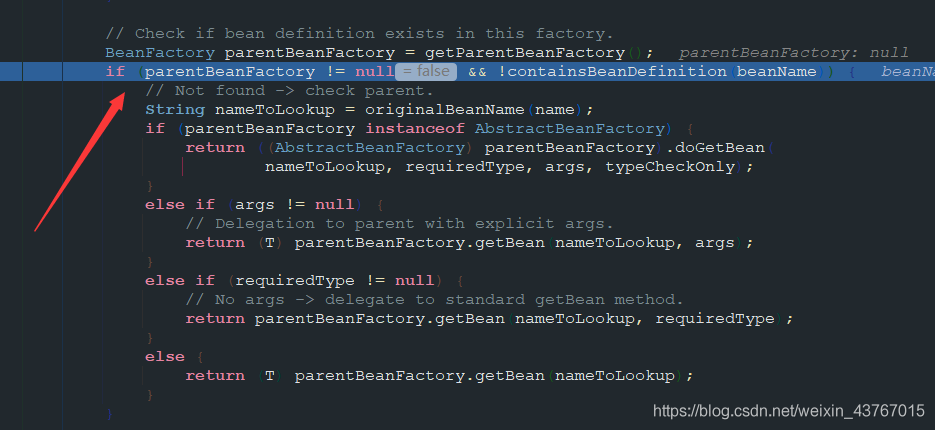 // Check if bean definition exists in this factory.
BeanFactory parentBeanFactory = getParentBeanFactory(); parentBeanFactory: null
if (parentBeanFactory != null = false && !containsBeanDefinition(beanName)) { beanNa
// Not found -> check parent.
String nameToLookup = originalBeanName(name);
if (parentBeanFactory instanceof AbstractBeanFactory) {
return ((AbstractBeanFactory) parentBeanFactory).doGetBean(
nameToLookup, requiredType, args, typeCheckOnly);
}
else if (args != null) {
// Delegation to parent with explicit args.
return (T) parentBeanFactory.getBean(nameToLookup, args);
}
else if (requiredType != null) {
// No args -> delegate to standard getBean method.
return parentBeanFactory.getBean(nameToLookup, requiredType);
}
else {
return (T) parentBeanFactory.getBean(nameToLookup);
}
}
https://blog.csdn.net/weixin_43767015